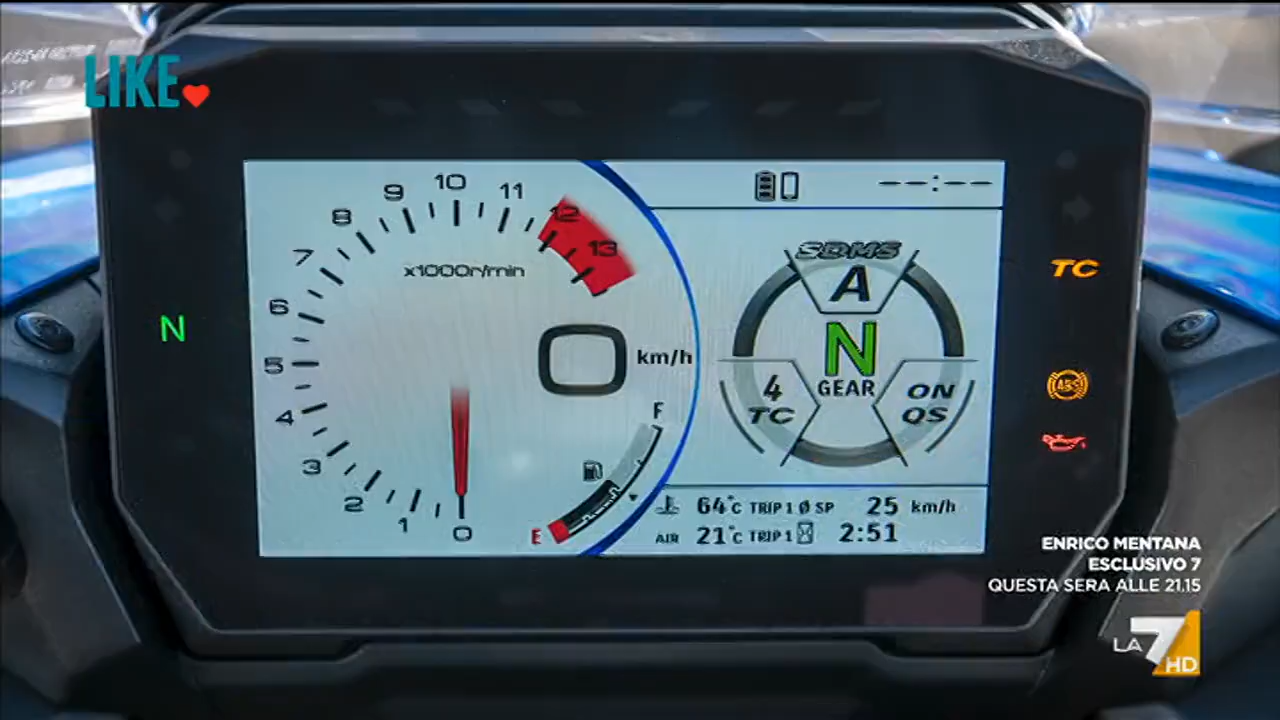 LIKE
10
9
11
8
12
7
13
x1000r/min
6
5
4
3
2
1
0
N
0 km/h
F
E
--:--
SDMS
A
N
GEAR
4
TC
ON
QS
TC
ABS
64°C TRIP 1 Ø SP 25 km/h
AIR 21°C TRIP 1 2:51
ENRICO MENTANA
ESCLUSIVO 7
QUESTA SERA ALLE 21.15
LA7
HD